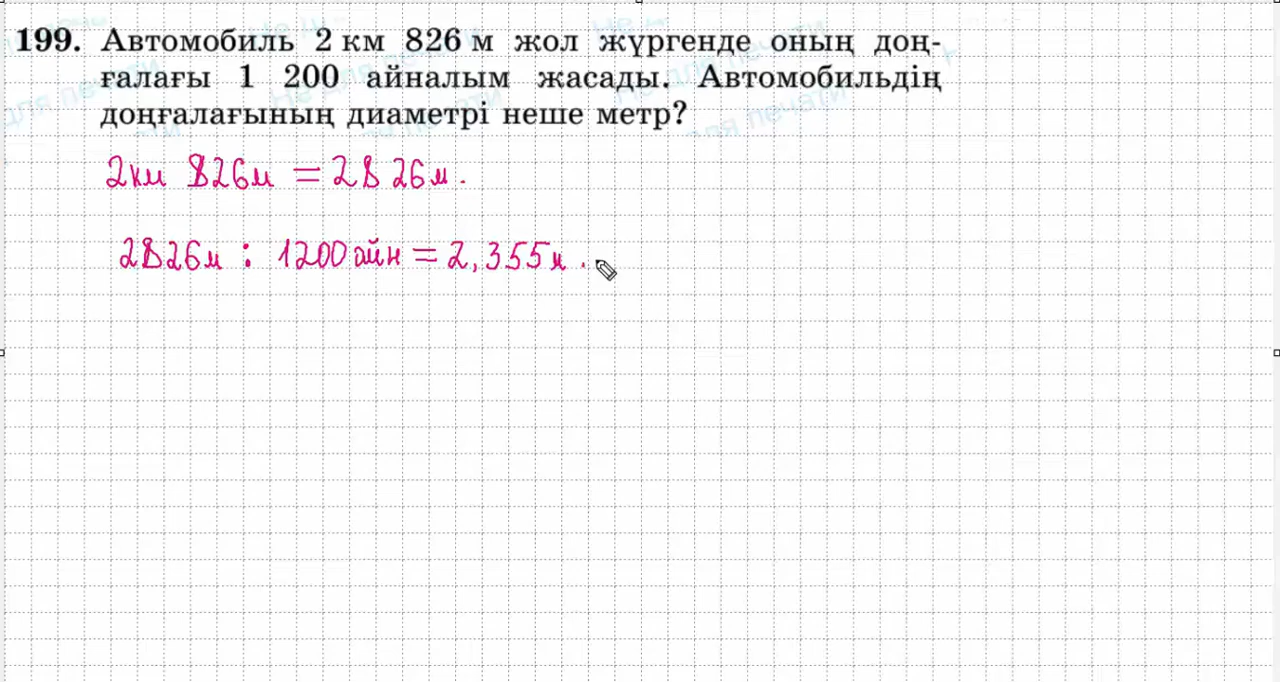 199. Автомобиль 2 км 826 м жол жүргенде оның доң-
ғалағы 1 200 айналым жасады. Автомобильдің
доңғалағының диаметрі неше метр?
2км 826м = 2826м.
2826м : 1200айн = 2,355м.